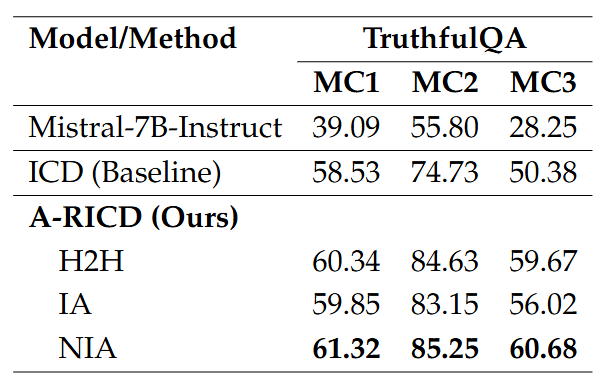 Model/Method TruthfulQA
MC1 MC2 MC3
Mistral-7B-Instruct 39.09 55.80 28.25
ICD (Baseline) 58.53 74.73 50.38
A-RICD (Ours)
H2H 60.34 84.63 59.67
IA 59.85 83.15 56.02
NIA 61.32 85.25 60.68